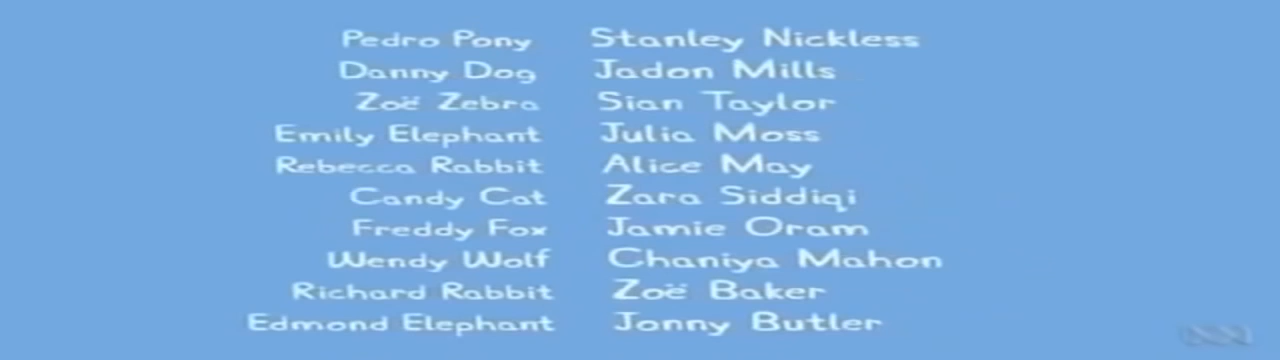 Pedro Pony Stanley Nickless
Danny Dog Jadon Mills
Zoë Zebra Sian Taylor
Emily Elephant Julia Moss
Rebecca Rabbit Alice May
Candy Cat Zara Siddiqi
Freddy Fox Jamie Oram
Wendy Wolf Chaniya Mahon
Richard Rabbit Zoë Baker
Edmond Elephant Jonny Butler